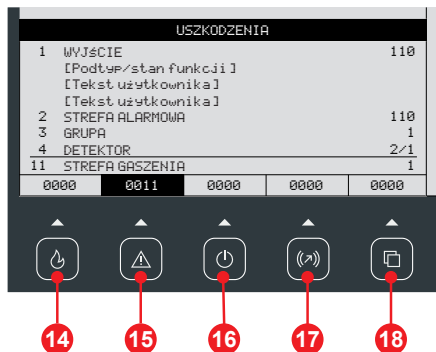 USZKODZENIA
1 WYJŚCIE 110
[Podtyp/stan funkcji]
[Tekst użytkownika]
[Tekst użytkownika]
2 STREFA ALARMOWA 110
3 GRUPA 1
4 DETEKTOR 2/1
11 STREFA GASZENIA 1
0000 0011 0000 0000 0000
14 15 16 17 18